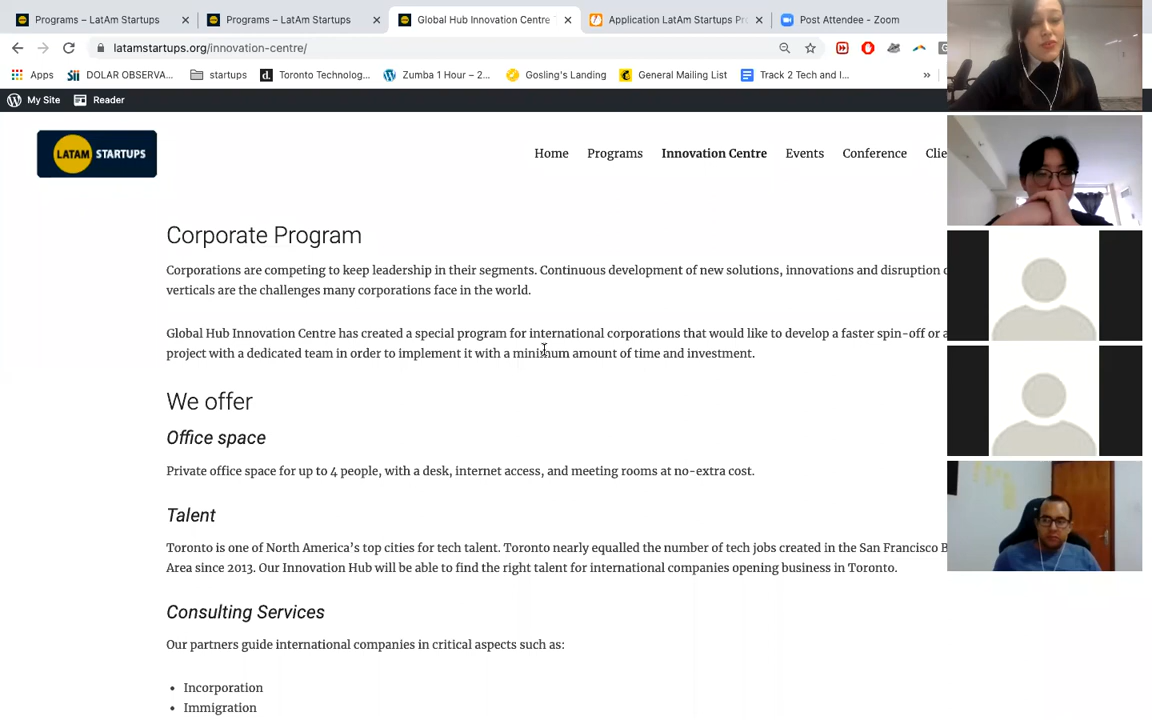 Programs – LatAm Startups
Programs – LatAm Startups
Global Hub Innovation Centre
Application LatAm Startups Pr
Post Attendee - Zoom
latamstartups.org/innovation-centre/
Apps
DOLAR OBSERVA...
startups
Toronto Technolog...
Zumba 1 Hour – 2...
Gosling's Landing
General Mailing List
Track 2 Tech and I...
»
My Site
Reader
LATAM STARTUPS
Home
Programs
Innovation Centre
Events
Conference
Clie
Corporate Program
Corporations are competing to keep leadership in their segments. Continuous development of new solutions, innovations and disruption
verticals are the challenges many corporations face in the world.
Global Hub Innovation Centre has created a special program for international corporations that would like to develop a faster spin-off or a
project with a dedicated team in order to implement it with a minimum amount of time and investment.
We offer
Office space
Private office space for up to 4 people, with a desk, internet access, and meeting rooms at no-extra cost.
Talent
Toronto is one of North America's top cities for tech talent. Toronto nearly equalled the number of tech jobs created in the San Francisco B
Area since 2013. Our Innovation Hub will be able to find the right talent for international companies opening business in Toronto.
Consulting Services
Our partners guide international companies in critical aspects such as:
• Incorporation
• Immigration